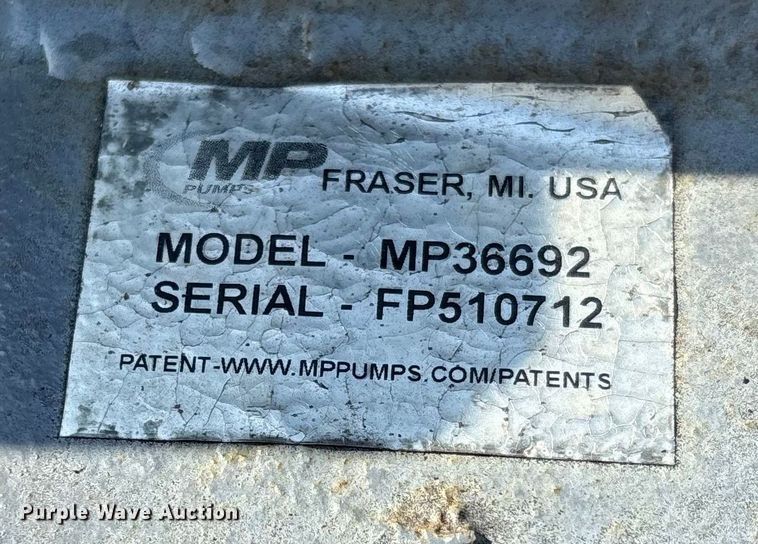 MP
PUMPS
FRASER, MI. USA
MODEL - MP36692
SERIAL - FP510712
PATENT-WWW.MPPUMPS.COM/PATENTS
Purple Wave Auction